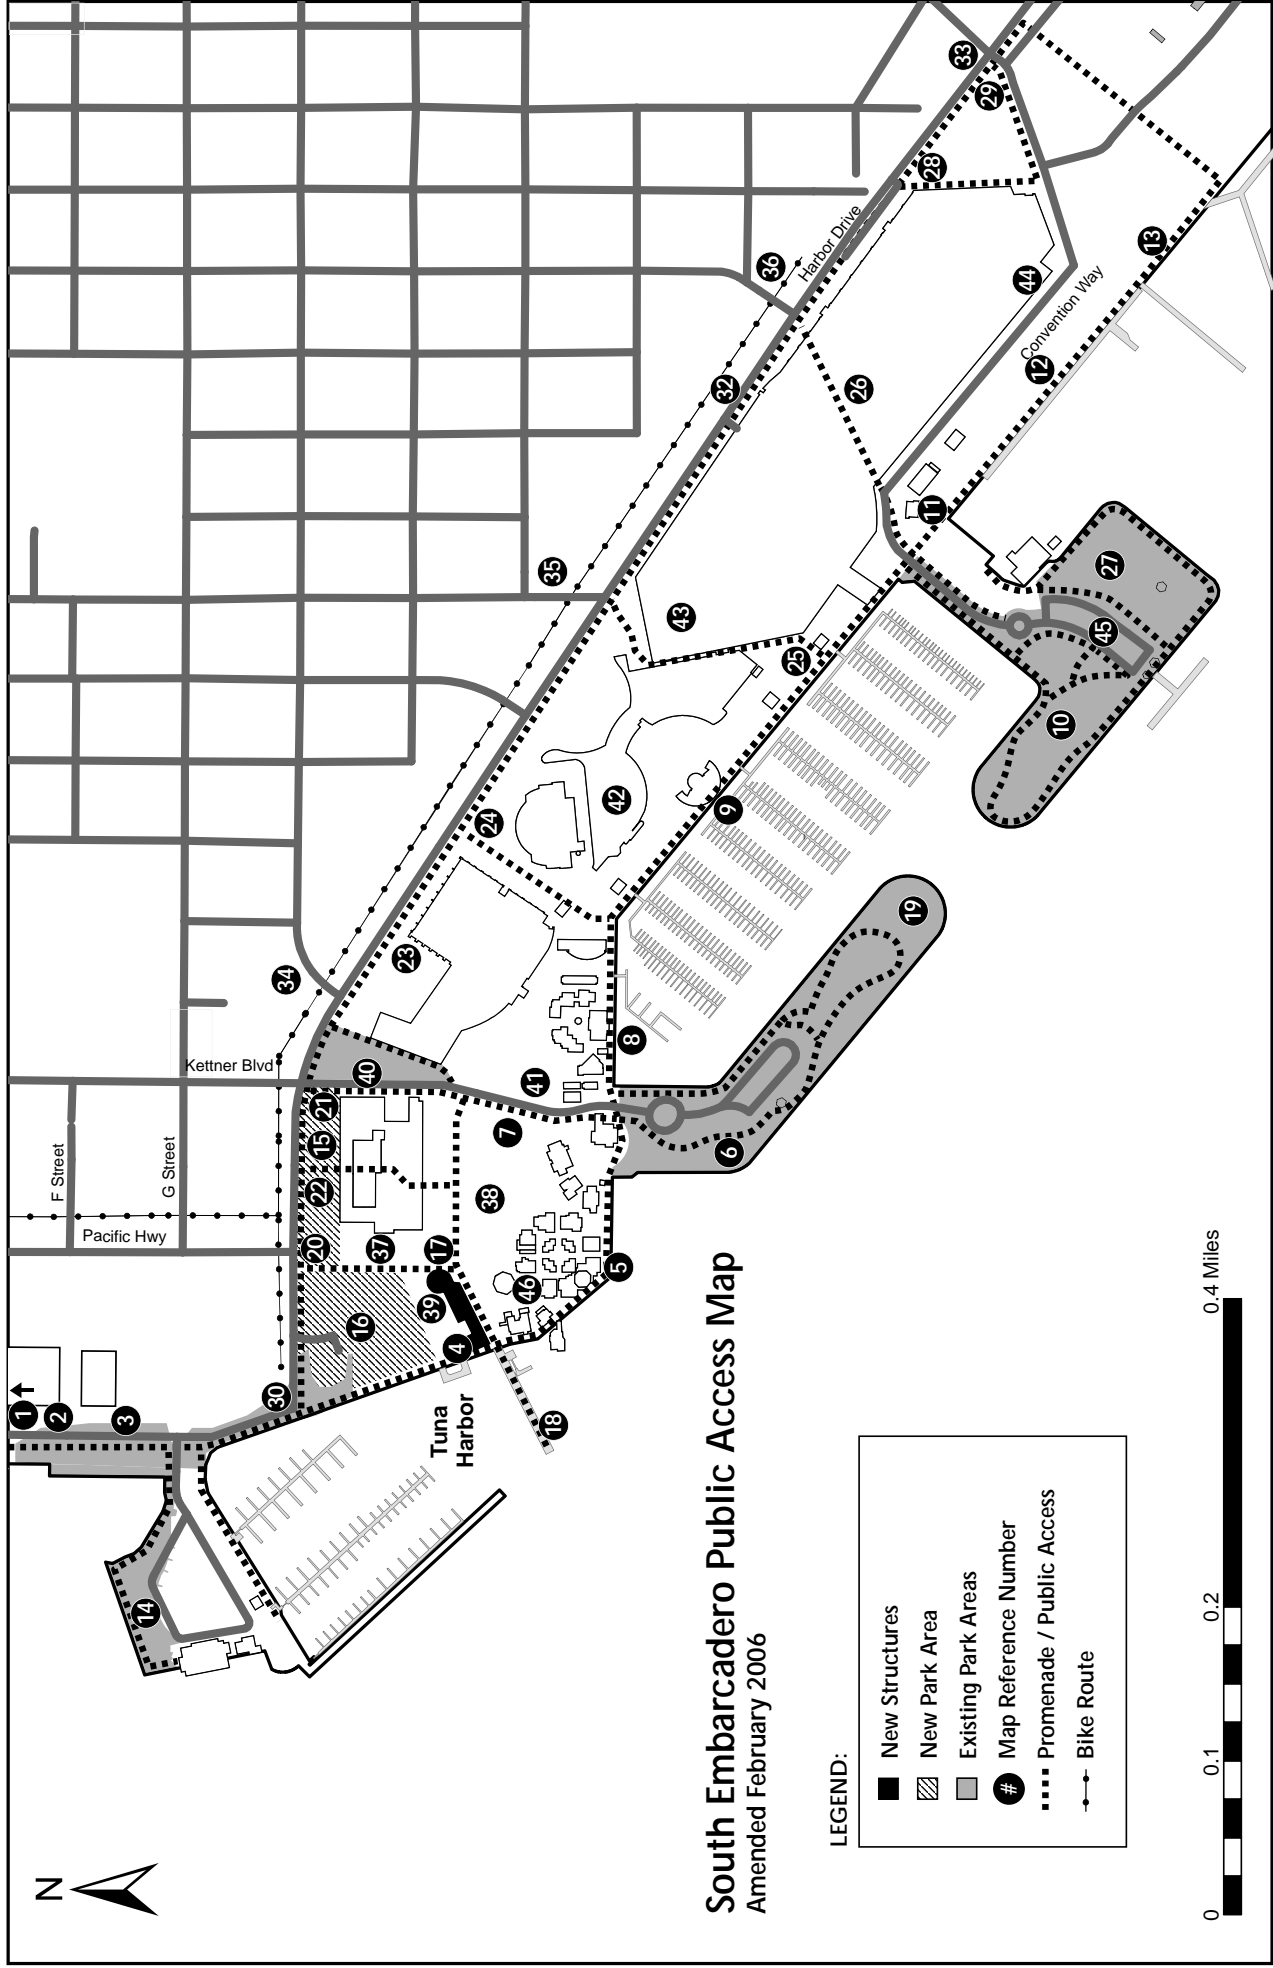 South Embarcadero Public Access Map
Amended February 2006
N
LEGEND:
New Structures
New Park Area
Existing Park Areas
# Map Reference Number
Promenade / Public Access
Bike Route
0 0.1 0.2 0.4 Miles
Tuna
Harbor
F Street
G Street
Pacific Hwy
Kettner Blvd
Harbor Drive
Convention Way
1
2
3
4
5
6
7
8
9
10
11
12
13
14
15
16
17
18
19
20
21
22
23
24
25
26
27
28
29
30
32
33
34
35
36
37
38
39
40
41
42
43
44
45
46